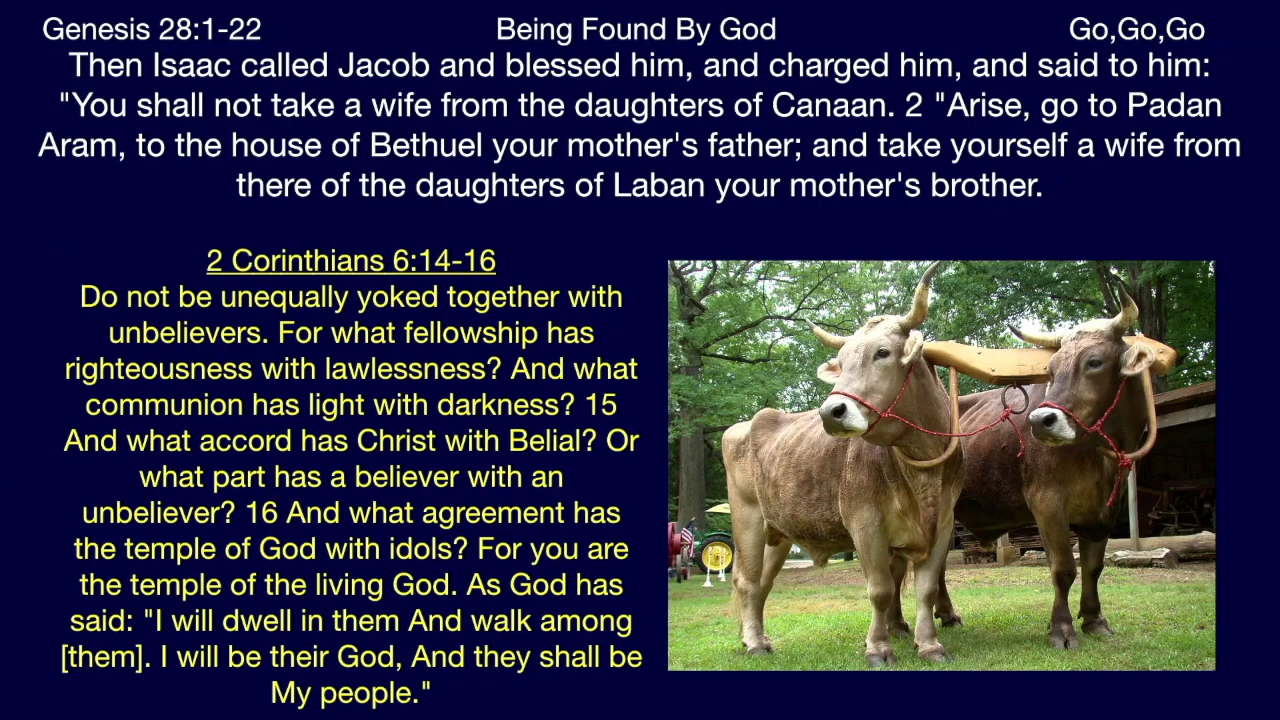 Genesis 28:1-22 Being Found By God Go,Go,Go
Then Isaac called Jacob and blessed him, and charged him, and said to him:
"You shall not take a wife from the daughters of Canaan. 2 "Arise, go to Padan
Aram, to the house of Bethuel your mother's father; and take yourself a wife from
there of the daughters of Laban your mother's brother.
2 Corinthians 6:14-16
Do not be unequally yoked together with
unbelievers. For what fellowship has
righteousness with lawlessness? And what
communion has light with darkness? 15
And what accord has Christ with Belial? Or
what part has a believer with an
unbeliever? 16 And what agreement has
the temple of God with idols? For you are
the temple of the living God. As God has
said: "I will dwell in them And walk among
[them]. I will be their God, And they shall be
My people."